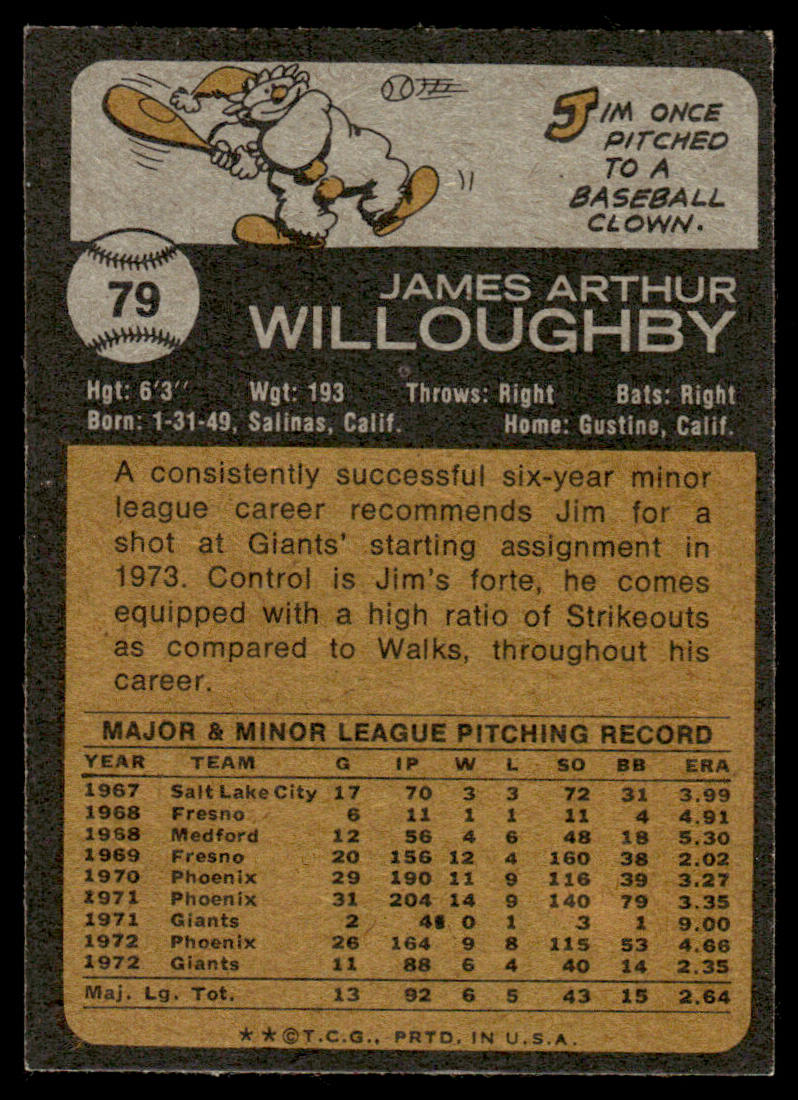 JIM ONCE
PITCHED
TO A
BASEBALL
CLOWN.
79
JAMES ARTHUR
WILLOUGHBY
Hgt: 6'3" Wgt: 193 Throws: Right Bats: Right
Born: 1-31-49, Salinas, Calif. Home: Gustine, Calif.
A consistently successful six-year minor
league career recommends Jim for a
shot at Giants' starting assignment in
1973. Control is Jim's forte, he comes
equipped with a high ratio of Strikeouts
as compared to Walks, throughout his
career.
MAJOR & MINOR LEAGUE PITCHING RECORD
YEAR TEAM G IP W L SO BB ERA
1967 Salt Lake City 17 70 3 3 72 31 3.99
1968 Fresno 6 11 1 1 11 4 4.91
1968 Medford 12 56 4 6 48 18 5.30
1969 Fresno 20 156 12 4 160 38 2.02
1970 Phoenix 29 190 11 9 116 39 3.27
1971 Phoenix 31 204 14 9 140 79 3.35
1971 Giants 2 4 0 1 3 1 9.00
1972 Phoenix 26 164 9 8 115 53 4.66
1972 Giants 11 88 6 4 40 14 2.35
Maj. Lg. Tot. 13 92 6 5 43 15 2.64
**©T.C.G., PRTD. IN U.S.A.